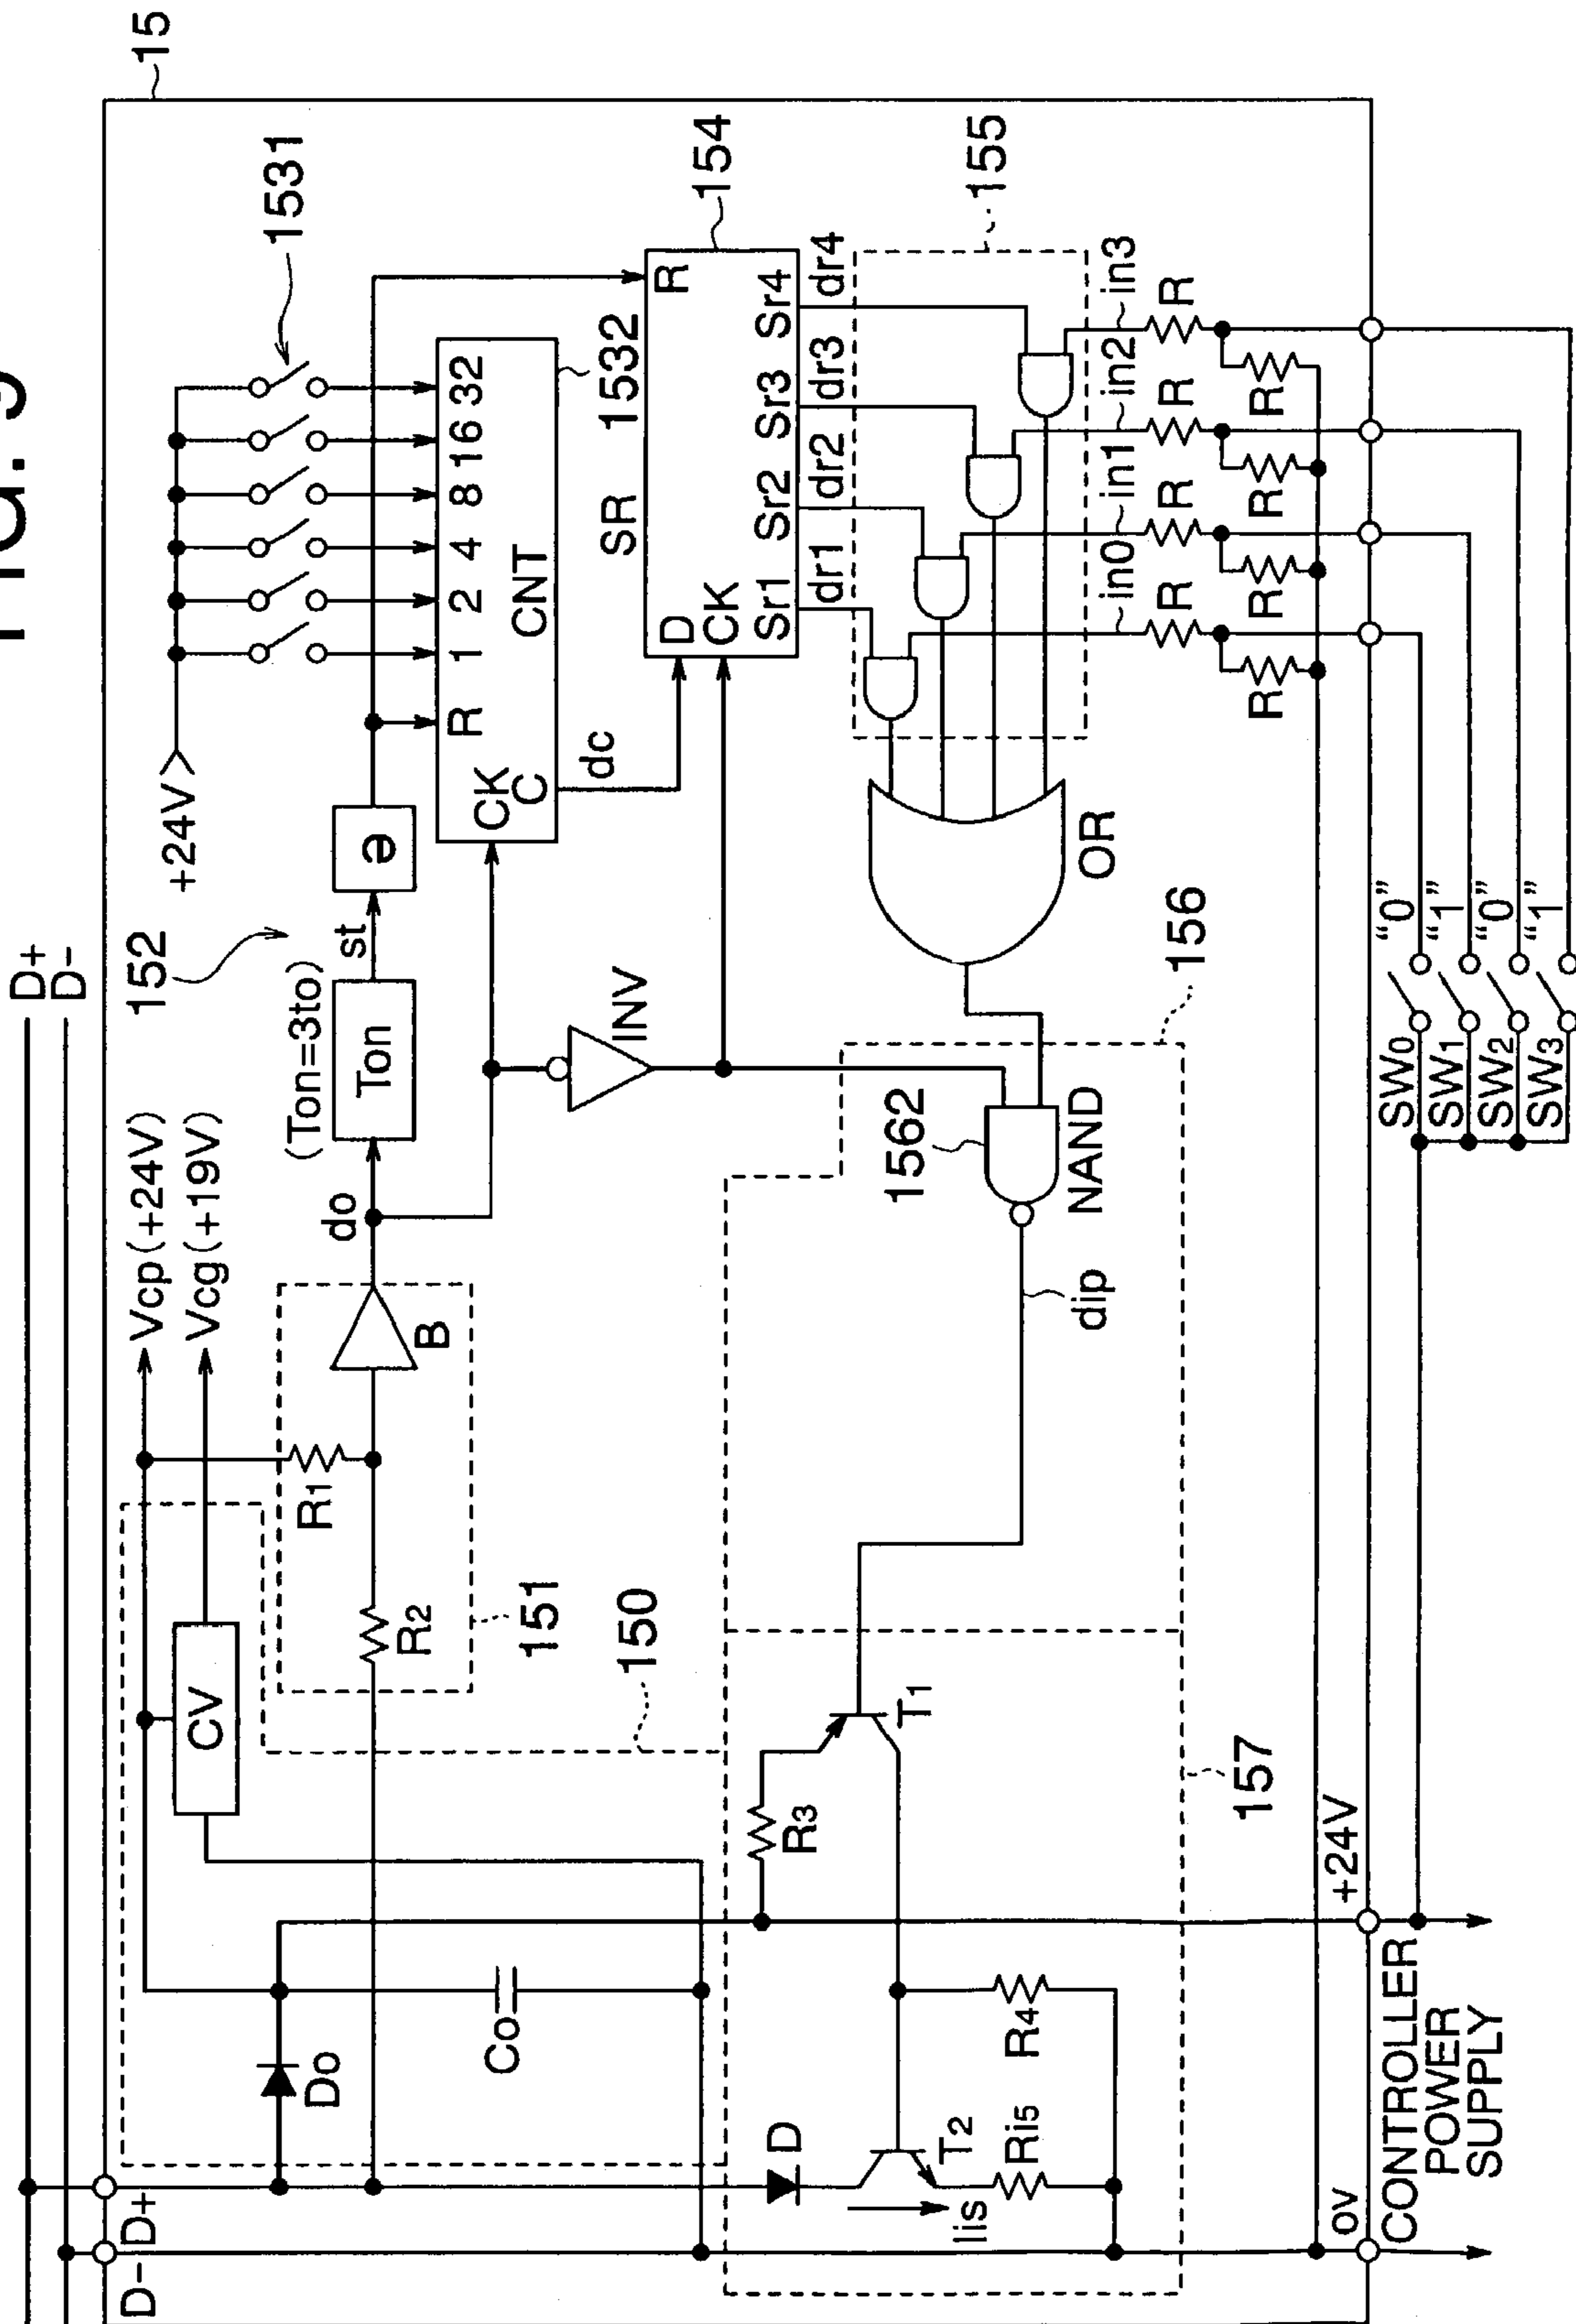 D+
D-
15
Vcp (+24V)
Vcg (+19V)
152
+24V
1531
CV
R1
R2
B
151
150
do
(Ton=3to)
Ton
st
e
R 1 2 4 8 16 32
CK
C
CNT
1532
dc
INV
R
SR
154
D
CK
Sr1 Sr2 Sr3 Sr4
dr1 dr2 dr3 dr4
155
in0 in1 in2 in3
R R R R
R R R R
OR
156
1562
NAND
dip
Do
Co
D- D+
D
T2
Iis
Ri5
R4
R3
T1
157
0V
+24V
CONTROLLER
POWER
SUPPLY
SW0 "0"
SW1 "1"
SW2 "0"
SW3 "1"